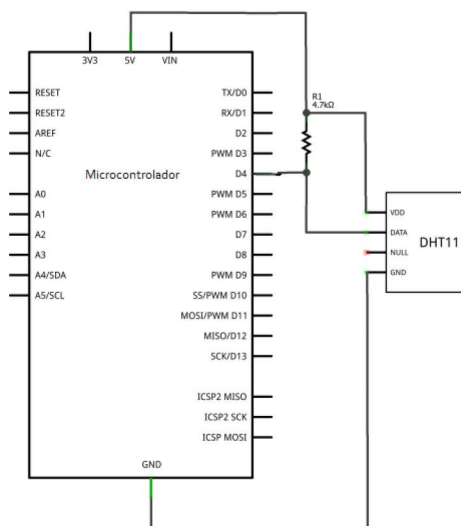 3V3
5V
VIN
RESET
RESET2
AREF
N/C
A0
A1
A2
A3
A4/SDA
A5/SCL
Microcontrolador
TX/D0
RX/D1
D2
PWM D3
D4
PWM D5
PWM D6
D7
D8
PWM D9
SS/PWM D10
MOSI/PWM D11
MISO/D12
SCK/D13
ICSP2 MISO
ICSP2 SCK
ICSP MOSI
GND
R1
4.7kΩ
VDD
DATA
NULL
GND
DHT11